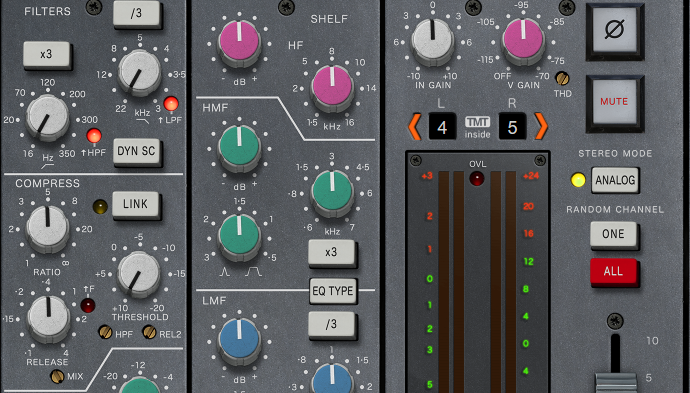 FILTERS
/3
x3
5
8
4
12
3·5
22
3
kHz
↑LPF
120
70
200
20
300
16
350
Hz
↑HPF
DYN SC
COMPRESS
LINK
5
3
8
2
20
1
∞
RATIO
·4
·2
1
·15
2
·1
4
RELEASE
↑F
-5
0
-10
+5
-15
+10
-20
THRESHOLD
HPF
REL2
MIX
-12
-20
-4
SHELF
HF
- dB +
8
5
10
2
14
1·5
16
kHz
HMF
- dB +
3
1·5
4·5
·8
6
·6
7
kHz
1·5
2
3
x3
EQ TYPE
/3
LMF
- dB +
1
·5
1·5
·3
2
0
3
3
6
6
-10
+10
IN GAIN
-95
-105
-85
-115
-75
OFF
-70
V GAIN
THD
Ø
MUTE
L
R
4
TMT
inside
5
STEREO MODE
ANALOG
RANDOM CHANNEL
ONE
ALL
OVL
+3
+24
2
20
1
16
0
12
1
8
2
4
3
0
5
4
10
5